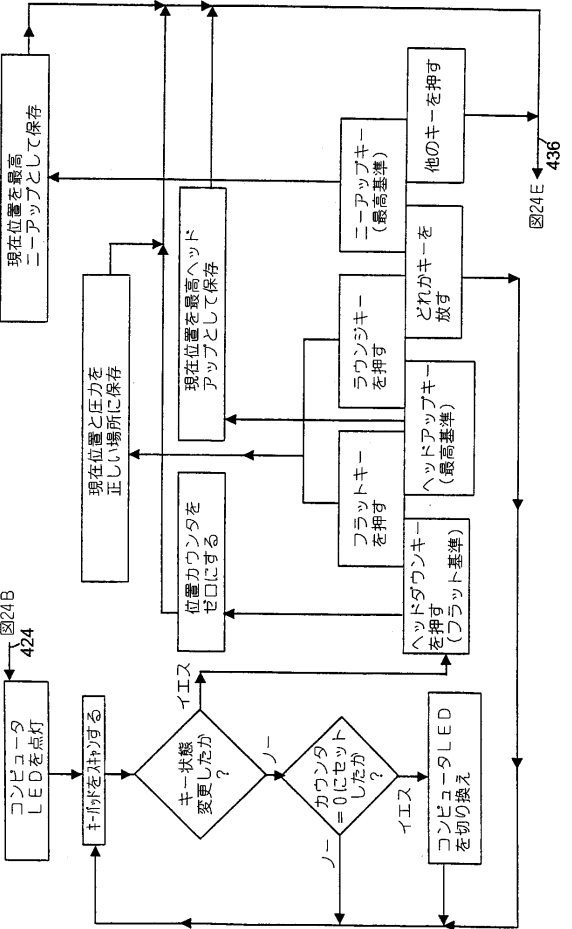 図24B
424
コンピュータ
LEDを点灯
キーパッドをスキャンする
キー状態
変更したか
?
イエス
ノー
カウンタ
=0にセット
したか
?
ノー
イエス
コンピュータLED
を切り換え
ヘッドダウンキー
を押す
(フラット基準)
フラットキー
を押す
ヘッドアップキー
(最高基準)
ラウンジキー
を押す
どれかキーを
放す
ニーアップキー
(最高基準)
他のキーを押す
位置カウンタを
ゼロにする
現在位置と圧力を
正しい場所に保存
現在位置を最高ヘッド
アップとして保存
現在位置を最高
ニーアップとして保存
436
図24E